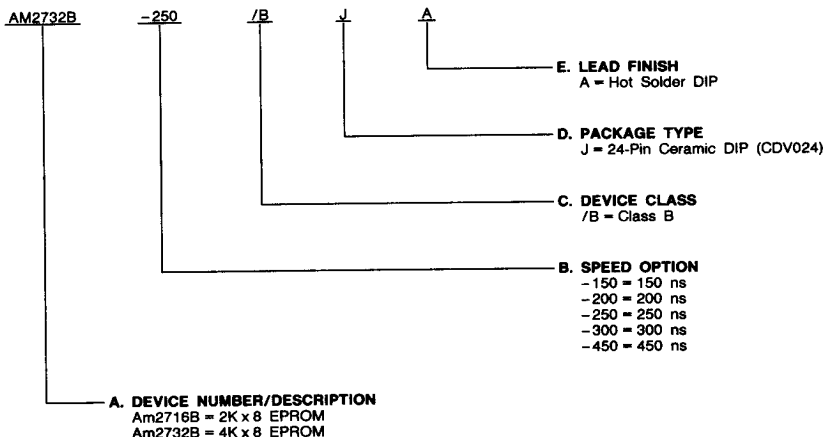 AM2732B -250 /B J A
E. LEAD FINISH
A = Hot Solder DIP
D. PACKAGE TYPE
J = 24-Pin Ceramic DIP (CDV024)
C. DEVICE CLASS
/B = Class B
B. SPEED OPTION
-150 = 150 ns
-200 = 200 ns
-250 = 250 ns
-300 = 300 ns
-450 = 450 ns
A. DEVICE NUMBER/DESCRIPTION
Am2716B = 2K x 8 EPROM
Am2732B = 4K x 8 EPROM